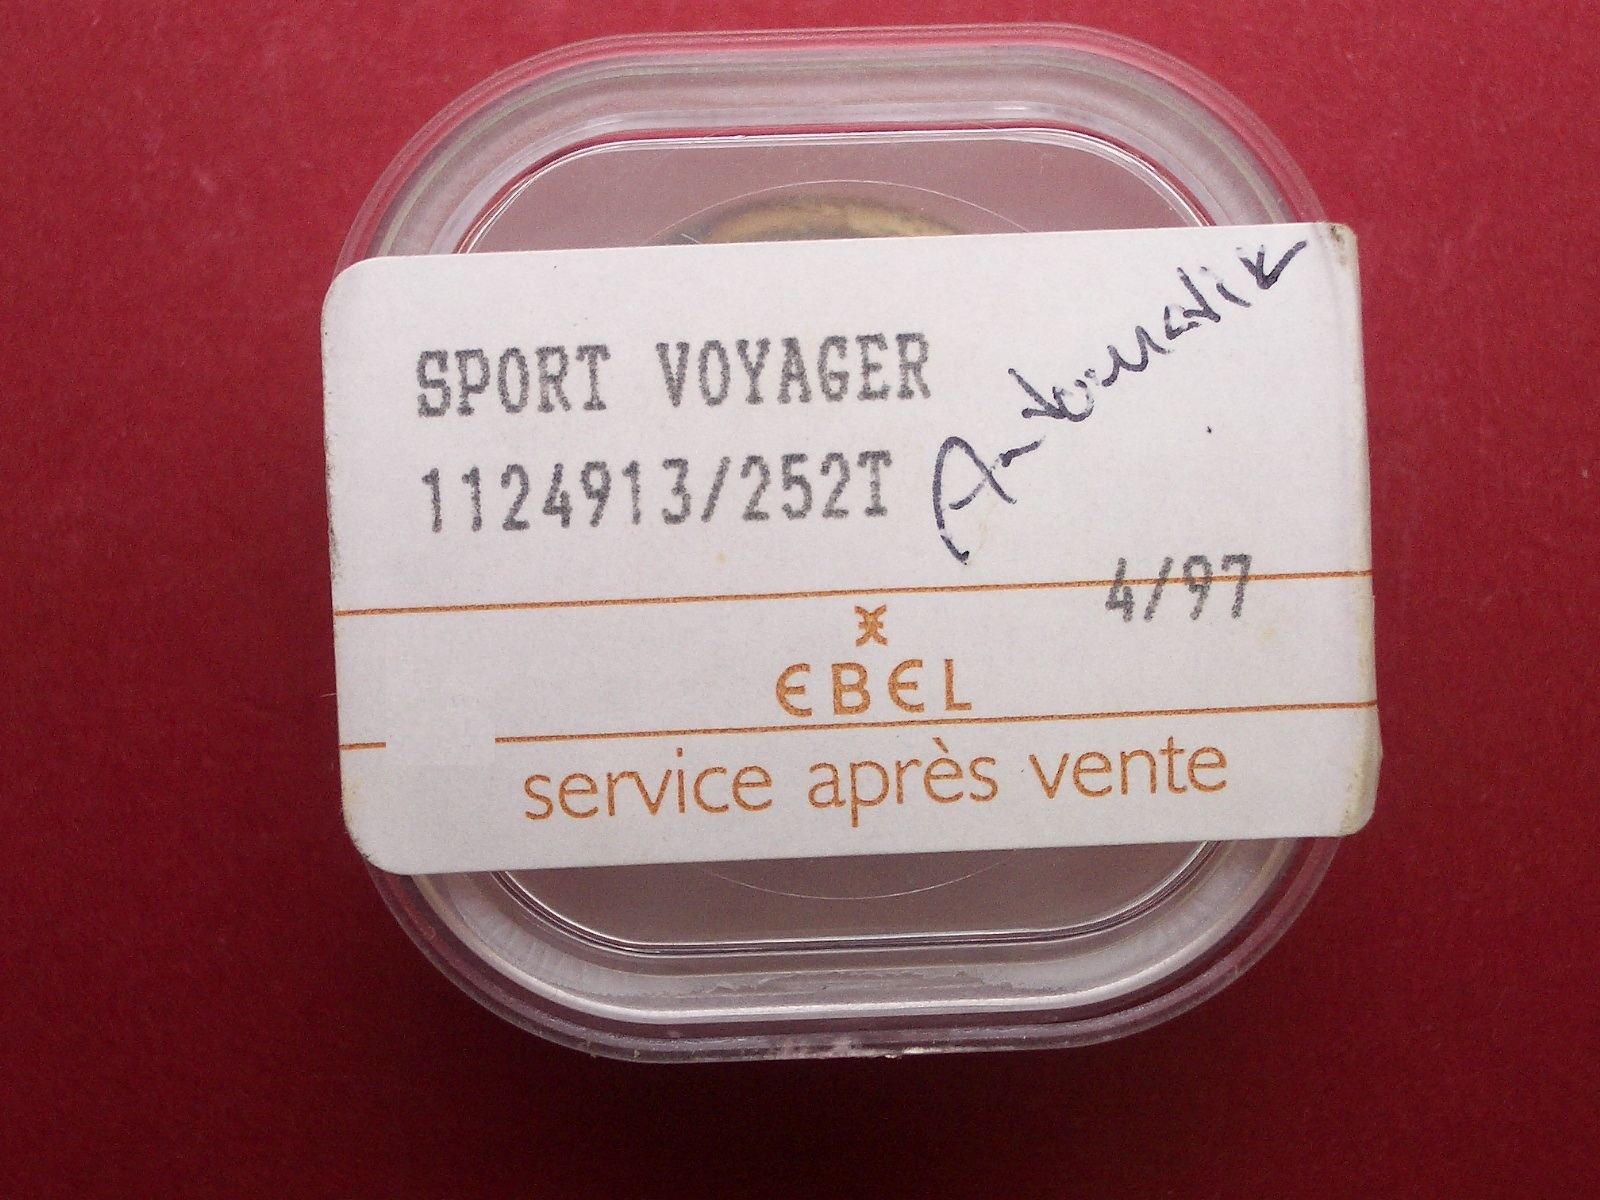 SPORT VOYAGER
Automatik
1124913/252T
4/97
EBEL
service après vente